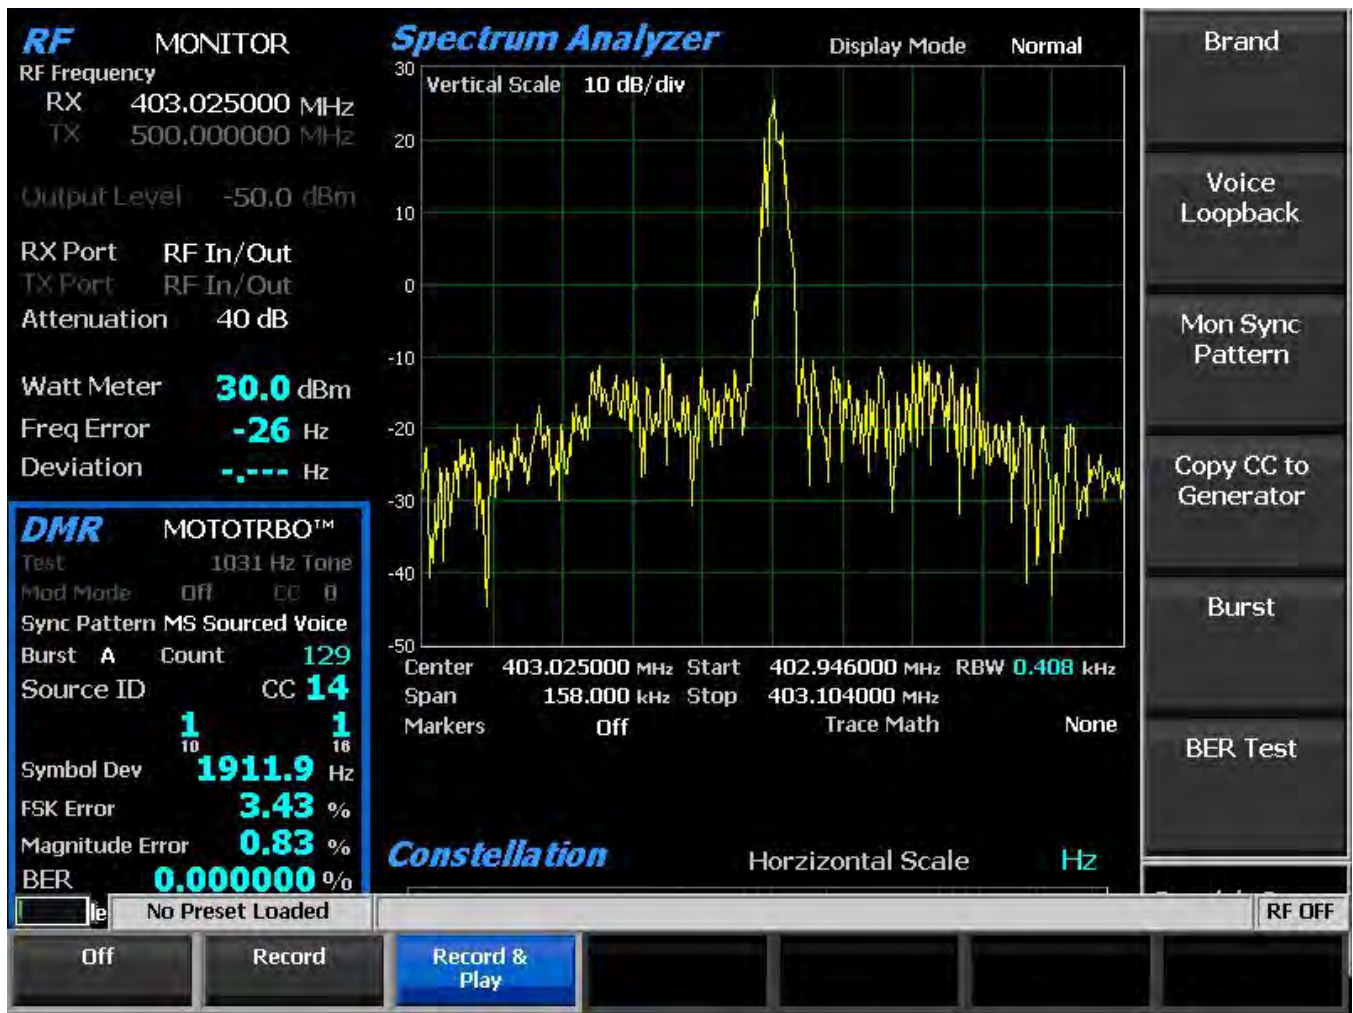 RF MONITOR
RF Frequency
RX 403.025000 MHz
TX 500.000000 MHz
Output Level -50.0 dBm
RX Port RF In/Out
TX Port RF In/Out
Attenuation 40 dB
Watt Meter 30.0 dBm
Freq Error -26 Hz
Deviation -.--- Hz
DMR MOTOTRBO™
Test 1031 Hz Tone
Mod Mode Off CC 0
Sync Pattern MS Sourced Voice
Burst A Count 129
Source ID CC 14
1 1
10 16
Symbol Dev 1911.9 Hz
FSK Error 3.43 %
Magnitude Error 0.83 %
BER 0.000000 %
Spectrum Analyzer Display Mode Normal
Vertical Scale 10 dB/div
30
20
10
0
-10
-20
-30
-40
-50
Center 403.025000 MHz Start 402.946000 MHz RBW 0.408 kHz
Span 158.000 kHz Stop 403.104000 MHz
Markers Off Trace Math None
Constellation Horzizontal Scale Hz
Brand
Voice
Loopback
Mon Sync
Pattern
Copy CC to
Generator
Burst
BER Test
No Preset Loaded RF OFF
Off Record Record &
Play